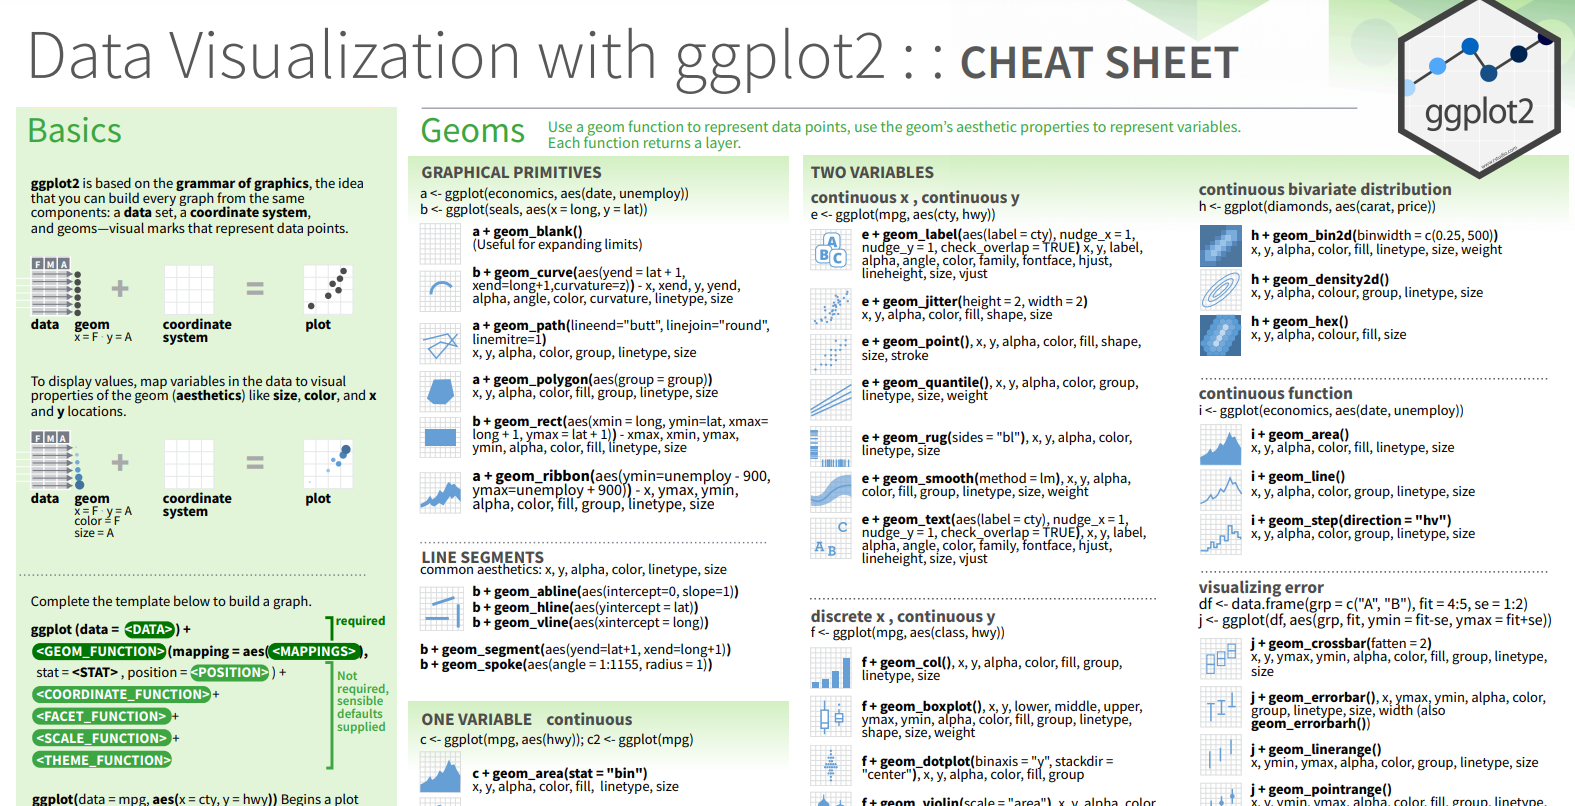 Data Visualization with ggplot2 : : CHEAT SHEET
ggplot2
www.rstudio.com
Basics
ggplot2 is based on the grammar of graphics, the idea
that you can build every graph from the same
components: a data set, a coordinate system,
and geoms—visual marks that represent data points.
F M A
+
=
data
geom
x = F · y = A
coordinate
system
plot
To display values, map variables in the data to visual
properties of the geom (aesthetics) like size, color, and x
and y locations.
F M A
+
=
data
geom
x = F · y = A
color = F
size = A
coordinate
system
plot
Complete the template below to build a graph.
required
ggplot (data = <DATA> ) +
<GEOM_FUNCTION> (mapping = aes( <MAPPINGS> ),
stat = <STAT> , position = <POSITION> ) +
<COORDINATE_FUNCTION> +
<FACET_FUNCTION> +
<SCALE_FUNCTION> +
<THEME_FUNCTION>
Not
required,
sensible
defaults
supplied
ggplot(data = mpg, aes(x = cty, y = hwy)) Begins a plot
Geoms
Use a geom function to represent data points, use the geom's aesthetic properties to represent variables.
Each function returns a layer.
GRAPHICAL PRIMITIVES
a <- ggplot(economics, aes(date, unemploy))
b <- ggplot(seals, aes(x = long, y = lat))
a + geom_blank()
(Useful for expanding limits)
b + geom_curve(aes(yend = lat + 1,
xend=long+1,curvature=z)) - x, xend, y, yend,
alpha, angle, color, curvature, linetype, size
a + geom_path(lineend="butt", linejoin="round",
linemitre=1)
x, y, alpha, color, group, linetype, size
a + geom_polygon(aes(group = group))
x, y, alpha, color, fill, group, linetype, size
b + geom_rect(aes(xmin = long, ymin=lat, xmax=
long + 1, ymax = lat + 1)) - xmax, xmin, ymax,
ymin, alpha, color, fill, linetype, size
a + geom_ribbon(aes(ymin=unemploy - 900,
ymax=unemploy + 900)) - x, ymax, ymin,
alpha, color, fill, group, linetype, size
LINE SEGMENTS
common aesthetics: x, y, alpha, color, linetype, size
b + geom_abline(aes(intercept=0, slope=1))
b + geom_hline(aes(yintercept = lat))
b + geom_vline(aes(xintercept = long))
b + geom_segment(aes(yend=lat+1, xend=long+1))
b + geom_spoke(aes(angle = 1:1155, radius = 1))
ONE VARIABLE continuous
c <- ggplot(mpg, aes(hwy)); c2 <- ggplot(mpg)
c + geom_area(stat = "bin")
x, y, alpha, color, fill, linetype, size
TWO VARIABLES
continuous x , continuous y
e <- ggplot(mpg, aes(cty, hwy))
A
B
C
e + geom_label(aes(label = cty), nudge_x = 1,
nudge_y = 1, check_overlap = TRUE) x, y, label,
alpha, angle, color, family, fontface, hjust,
lineheight, size, vjust
e + geom_jitter(height = 2, width = 2)
x, y, alpha, color, fill, shape, size
e + geom_point(), x, y, alpha, color, fill, shape,
size, stroke
e + geom_quantile(), x, y, alpha, color, group,
linetype, size, weight
e + geom_rug(sides = "bl"), x, y, alpha, color,
linetype, size
e + geom_smooth(method = lm), x, y, alpha,
color, fill, group, linetype, size, weight
C
A B
e + geom_text(aes(label = cty), nudge_x = 1,
nudge_y = 1, check_overlap = TRUE), x, y, label,
alpha, angle, color, family, fontface, hjust,
lineheight, size, vjust
discrete x , continuous y
f <- ggplot(mpg, aes(class, hwy))
f + geom_col(), x, y, alpha, color, fill, group,
linetype, size
f + geom_boxplot(), x, y, lower, middle, upper,
ymax, ymin, alpha, color, fill, group, linetype,
shape, size, weight
f + geom_dotplot(binaxis = "y", stackdir =
"center"), x, y, alpha, color, fill, group
f + geom_violin(scale = "area"), x, y, alpha, color
continuous bivariate distribution
h <- ggplot(diamonds, aes(carat, price))
h + geom_bin2d(binwidth = c(0.25, 500))
x, y, alpha, color, fill, linetype, size, weight
h + geom_density2d()
x, y, alpha, colour, group, linetype, size
h + geom_hex()
x, y, alpha, colour, fill, size
continuous function
i <- ggplot(economics, aes(date, unemploy))
i + geom_area()
x, y, alpha, color, fill, linetype, size
i + geom_line()
x, y, alpha, color, group, linetype, size
i + geom_step(direction = "hv")
x, y, alpha, color, group, linetype, size
visualizing error
df <- data.frame(grp = c("A", "B"), fit = 4:5, se = 1:2)
j <- ggplot(df, aes(grp, fit, ymin = fit-se, ymax = fit+se))
j + geom_crossbar(fatten = 2)
x, y, ymax, ymin, alpha, color, fill, group, linetype,
size
j + geom_errorbar(), x, ymax, ymin, alpha, color,
group, linetype, size, width (also
geom_errorbarh())
j + geom_linerange()
x, ymin, ymax, alpha, color, group, linetype, size
j + geom_pointrange()
x, y, ymin, ymax, alpha, color, fill, group, linetype,